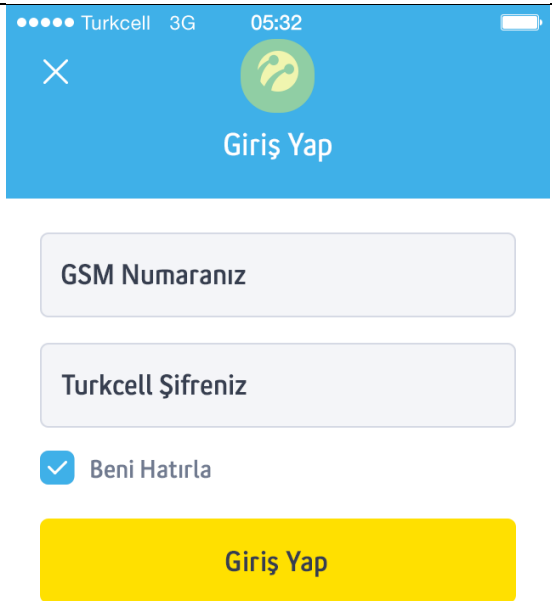 Turkcell 3G 05:32
Giriş Yap
GSM Numaranız
Turkcell Şifreniz
Beni Hatırla
Giriş Yap